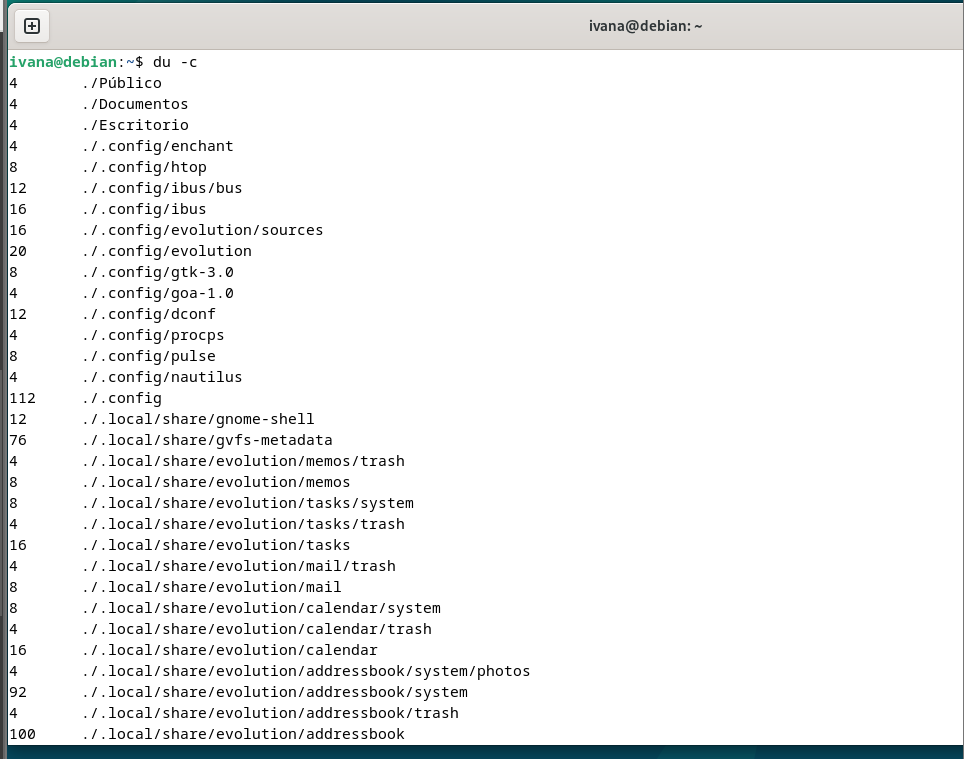 ivana@debian: ~
ivana@debian:~$ du -c
4 ./Público
4 ./Documentos
4 ./Escritorio
4 ./.config/enchant
8 ./.config/htop
12 ./.config/ibus/bus
16 ./.config/ibus
16 ./.config/evolution/sources
20 ./.config/evolution
8 ./.config/gtk-3.0
4 ./.config/goa-1.0
12 ./.config/dconf
4 ./.config/procps
8 ./.config/pulse
4 ./.config/nautilus
112 ./.config
12 ./.local/share/gnome-shell
76 ./.local/share/gvfs-metadata
4 ./.local/share/evolution/memos/trash
8 ./.local/share/evolution/memos
8 ./.local/share/evolution/tasks/system
4 ./.local/share/evolution/tasks/trash
16 ./.local/share/evolution/tasks
4 ./.local/share/evolution/mail/trash
8 ./.local/share/evolution/mail
8 ./.local/share/evolution/calendar/system
4 ./.local/share/evolution/calendar/trash
16 ./.local/share/evolution/calendar
4 ./.local/share/evolution/addressbook/system/photos
92 ./.local/share/evolution/addressbook/system
4 ./.local/share/evolution/addressbook/trash
100 ./.local/share/evolution/addressbook